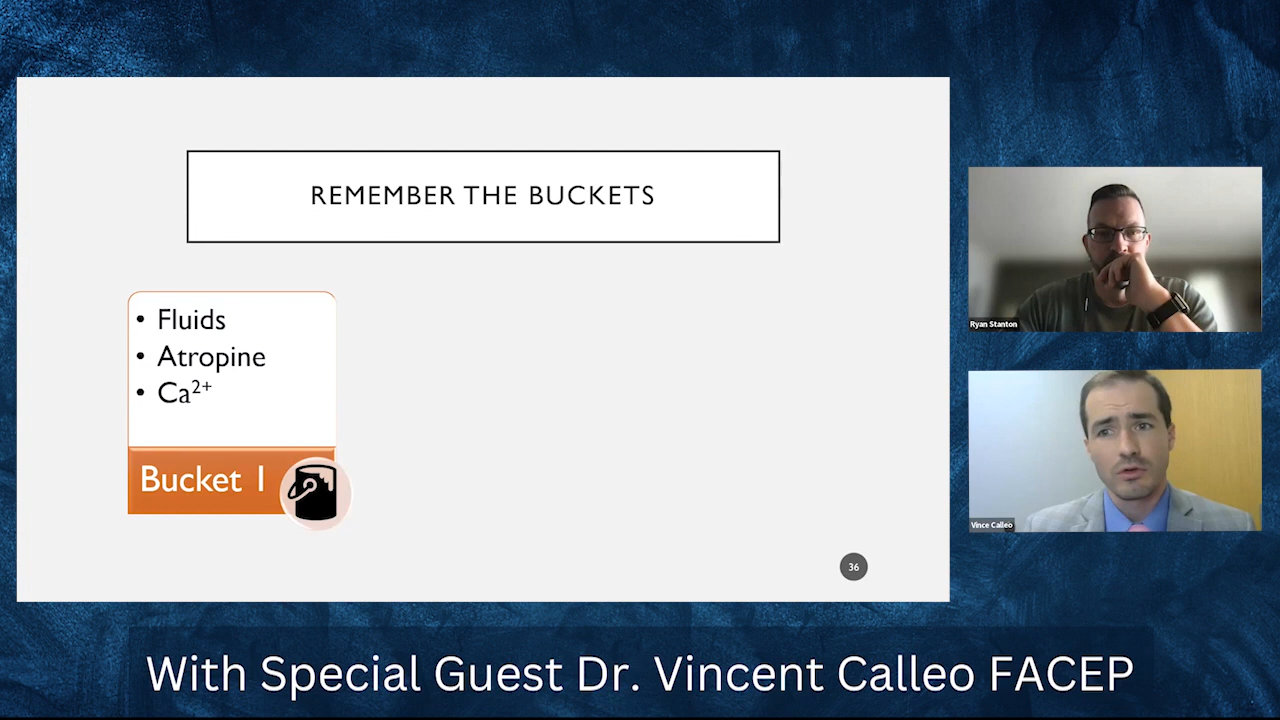 REMEMBER THE BUCKETS
• Fluids
• Atropine
• Ca²⁺
Bucket 1
36
Ryan Stanton
Vince Calleo
With Special Guest Dr. Vincent Calleo FACEP